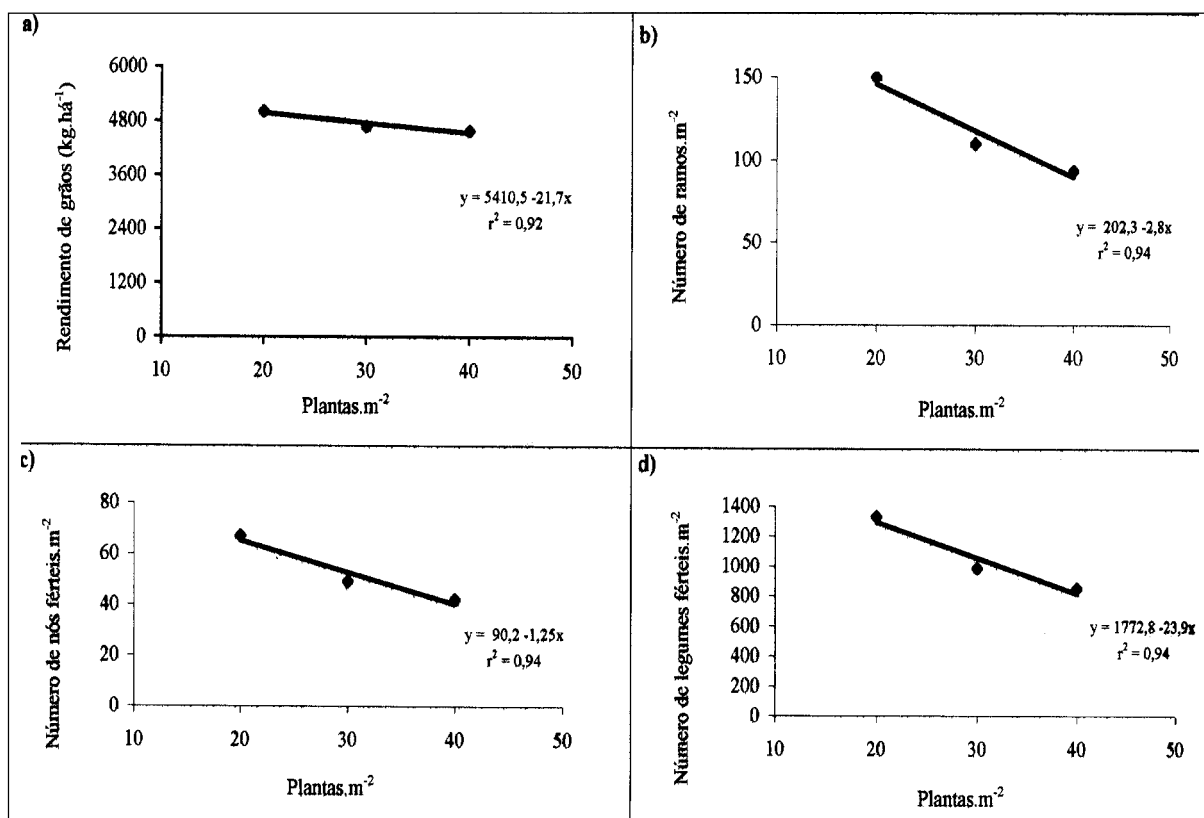 a)
Rendimento de grãos (kg.há⁻¹)
6000
4800
3600
2400
1200
0
10 20 30 40 50
Plantas.m⁻²
y = 5410,5 -21,7x
r² = 0,92
b)
Número de ramos.m⁻²
150
100
50
0
10 20 30 40 50
Plantas.m⁻²
y = 202,3 -2,8x
r² = 0,94
c)
Número de nós férteis.m⁻²
80
60
40
20
0
10 20 30 40 50
Plantas.m⁻²
y = 90,2 -1,25x
r² = 0,94
d)
Número de legumes férteis.m⁻²
1400
1200
1000
800
600
400
200
0
10 20 30 40 50
Plantas.m⁻²
y = 1772,8 -23,9x
r² = 0,94